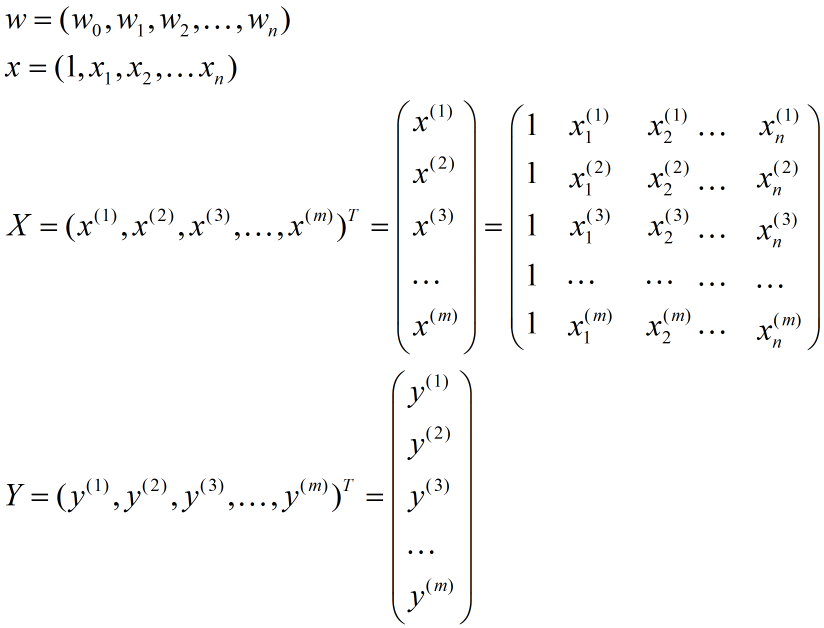 w = (w₀, w₁, w₂, …, wₙ)
x = (1, x₁, x₂, … xₙ)
X = (x⁽¹⁾, x⁽²⁾, x⁽³⁾, …, x⁽ᵐ⁾)ᵀ = ( x⁽¹⁾ x⁽²⁾ x⁽³⁾ … x⁽ᵐ⁾ ) =
1 x₁⁽¹⁾ x₂⁽¹⁾ … xₙ⁽¹⁾
1 x₁⁽²⁾ x₂⁽²⁾ … xₙ⁽²⁾
1 x₁⁽³⁾ x₂⁽³⁾ … xₙ⁽³⁾
1 … … … …
1 x₁⁽ᵐ⁾ x₂⁽ᵐ⁾ … xₙ⁽ᵐ⁾
Y = (y⁽¹⁾, y⁽²⁾, y⁽³⁾, …, y⁽ᵐ⁾)ᵀ =
y⁽¹⁾
y⁽²⁾
y⁽³⁾
…
y⁽ᵐ⁾